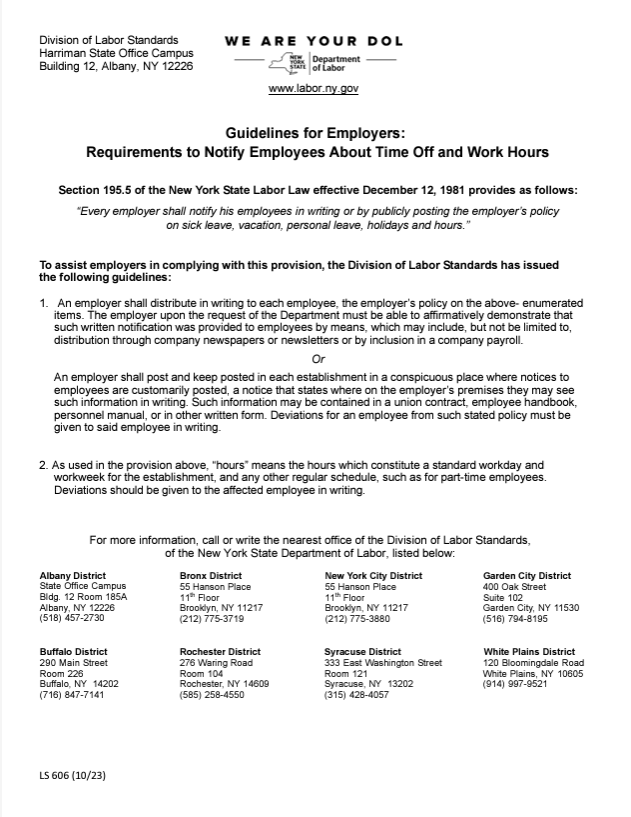 Division of Labor Standards
Harriman State Office Campus
Building 12, Albany, NY 12226
WE ARE YOUR DOL
NEW YORK STATE
Department of Labor
www.labor.ny.gov
Guidelines for Employers:
Requirements to Notify Employees About Time Off and Work Hours
Section 195.5 of the New York State Labor Law effective December 12, 1981 provides as follows:
“Every employer shall notify his employees in writing or by publicly posting the employer’s policy
on sick leave, vacation, personal leave, holidays and hours.”
To assist employers in complying with this provision, the Division of Labor Standards has issued
the following guidelines:
1. An employer shall distribute in writing to each employee, the employer’s policy on the above- enumerated
items. The employer upon the request of the Department must be able to affirmatively demonstrate that
such written notification was provided to employees by means, which may include, but not be limited to,
distribution through company newspapers or newsletters or by inclusion in a company payroll.
Or
An employer shall post and keep posted in each establishment in a conspicuous place where notices to
employees are customarily posted, a notice that states where on the employer’s premises they may see
such information in writing. Such information may be contained in a union contract, employee handbook,
personnel manual, or in other written form. Deviations for an employee from such stated policy must be
given to said employee in writing.
2. As used in the provision above, “hours” means the hours which constitute a standard workday and
workweek for the establishment, and any other regular schedule, such as for part-time employees.
Deviations should be given to the affected employee in writing.
For more information, call or write the nearest office of the Division of Labor Standards,
of the New York State Department of Labor, listed below:
Albany District
State Office Campus
Bldg. 12 Room 185A
Albany, NY 12226
(518) 457-2730
Bronx District
55 Hanson Place
11th Floor
Brooklyn, NY 11217
(212) 775-3719
New York City District
55 Hanson Place
11th Floor
Brooklyn, NY 11217
(212) 775-3880
Garden City District
400 Oak Street
Suite 102
Garden City, NY 11530
(516) 794-8195
Buffalo District
290 Main Street
Room 226
Buffalo, NY 14202
(716) 847-7141
Rochester District
276 Waring Road
Room 104
Rochester, NY 14609
(585) 258-4550
Syracuse District
333 East Washington Street
Room 121
Syracuse, NY 13202
(315) 428-4057
White Plains District
120 Bloomingdale Road
White Plains, NY 10605
(914) 997-9521
LS 606 (10/23)